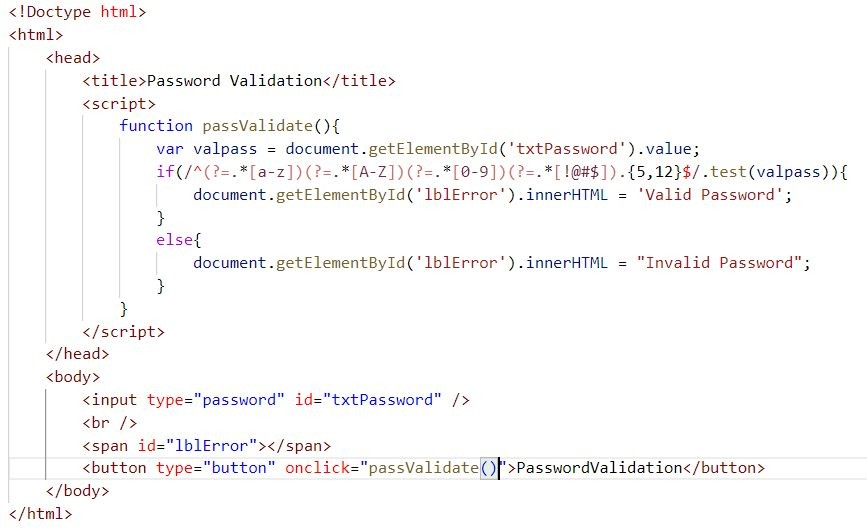 <!Doctype html>
<html>
<head>
<title>Password Validation</title>
<script>
function passValidate(){
var valpass = document.getElementById('txtPassword').value;
if(/^(?=.*[a-z])(?=.*[A-Z])(?=.*[0-9])(?=.*[!@#$]).{5,12}$/.test(valpass)){
document.getElementById('lblError').innerHTML = 'Valid Password';
}
else{
document.getElementById('lblError').innerHTML = "Invalid Password";
}
}
</script>
</head>
<body>
<input type="password" id="txtPassword" />
<br />
<span id="lblError"></span>
<button type="button" onclick="passValidate()">PasswordValidation</button>
</body>
</html>